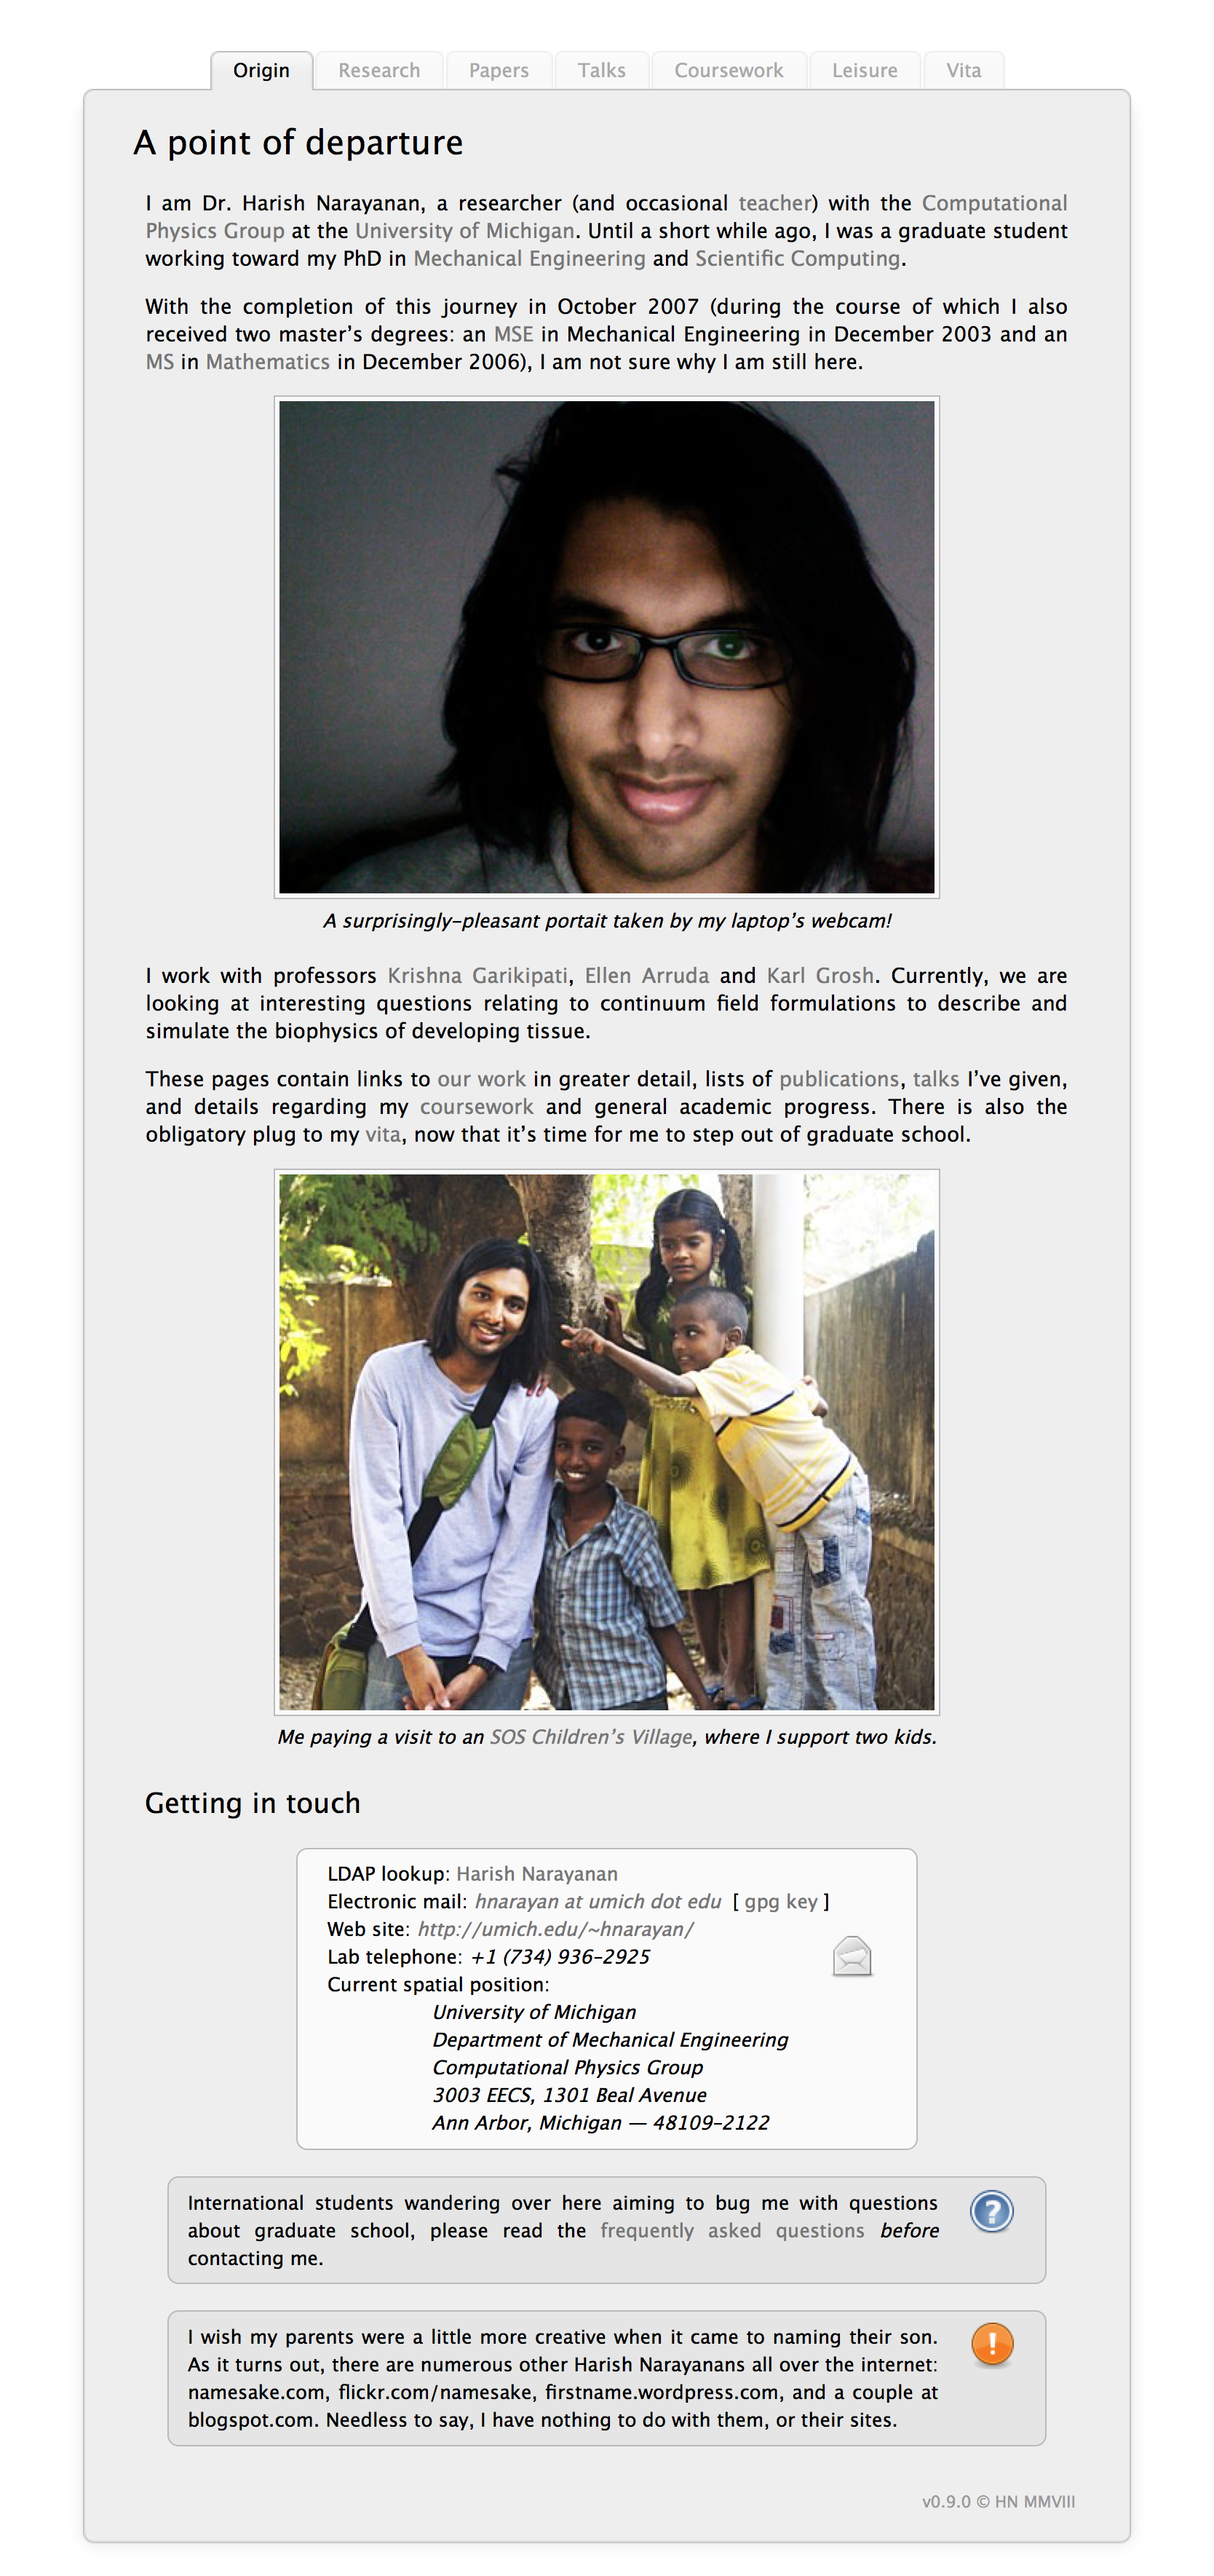 Origin
Research
Papers
Talks
Coursework
Leisure
Vita
A point of departure
I am Dr. Harish Narayanan, a researcher (and occasional teacher) with the Computational
Physics Group at the University of Michigan. Until a short while ago, I was a graduate student
working toward my PhD in Mechanical Engineering and Scientific Computing.
With the completion of this journey in October 2007 (during the course of which I also
received two master's degrees: an MSE in Mechanical Engineering in December 2003 and an
MS in Mathematics in December 2006), I am not sure why I am still here.
A surprisingly-pleasant portait taken by my laptop's webcam!
I work with professors Krishna Garikipati, Ellen Arruda and Karl Grosh. Currently, we are
looking at interesting questions relating to continuum field formulations to describe and
simulate the biophysics of developing tissue.
These pages contain links to our work in greater detail, lists of publications, talks I've given,
and details regarding my coursework and general academic progress. There is also the
obligatory plug to my vita, now that it's time for me to step out of graduate school.
Me paying a visit to an SOS Children's Village, where I support two kids.
Getting in touch
LDAP lookup: Harish Narayanan
Electronic mail: hnarayan at umich dot edu [ gpg key ]
Web site: http://umich.edu/~hnarayan/
Lab telephone: +1 (734) 936-2925
Current spatial position:
University of Michigan
Department of Mechanical Engineering
Computational Physics Group
3003 EECS, 1301 Beal Avenue
Ann Arbor, Michigan — 48109-2122
International students wandering over here aiming to bug me with questions
about graduate school, please read the frequently asked questions before
contacting me.
I wish my parents were a little more creative when it came to naming their son.
As it turns out, there are numerous other Harish Narayanans all over the internet:
namesake.com, flickr.com/namesake, firstname.wordpress.com, and a couple at
blogspot.com. Needless to say, I have nothing to do with them, or their sites.
v0.9.0 © HN MMVIII